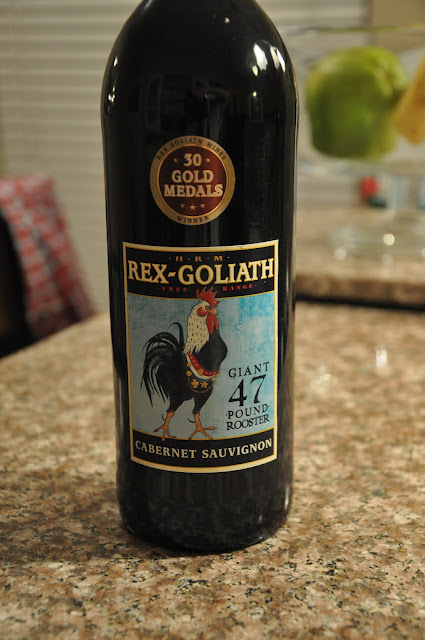 REX GOLIATH WINES
30
GOLD
MEDALS
WINNER
·H·R·M·
REX-GOLIATH
·FREE RANGE·
GIANT
47
·POUND·
ROOSTER
CABERNET SAUVIGNON